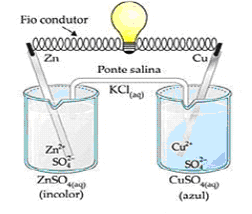 Fio condutor
Zn
Cu
Ponte salina
KCl(aq)
Zn²⁺
SO₄²⁻
Cu²⁺
SO₄²⁻
ZnSO₄(aq)
(incolor)
CuSO₄(aq)
(azul)